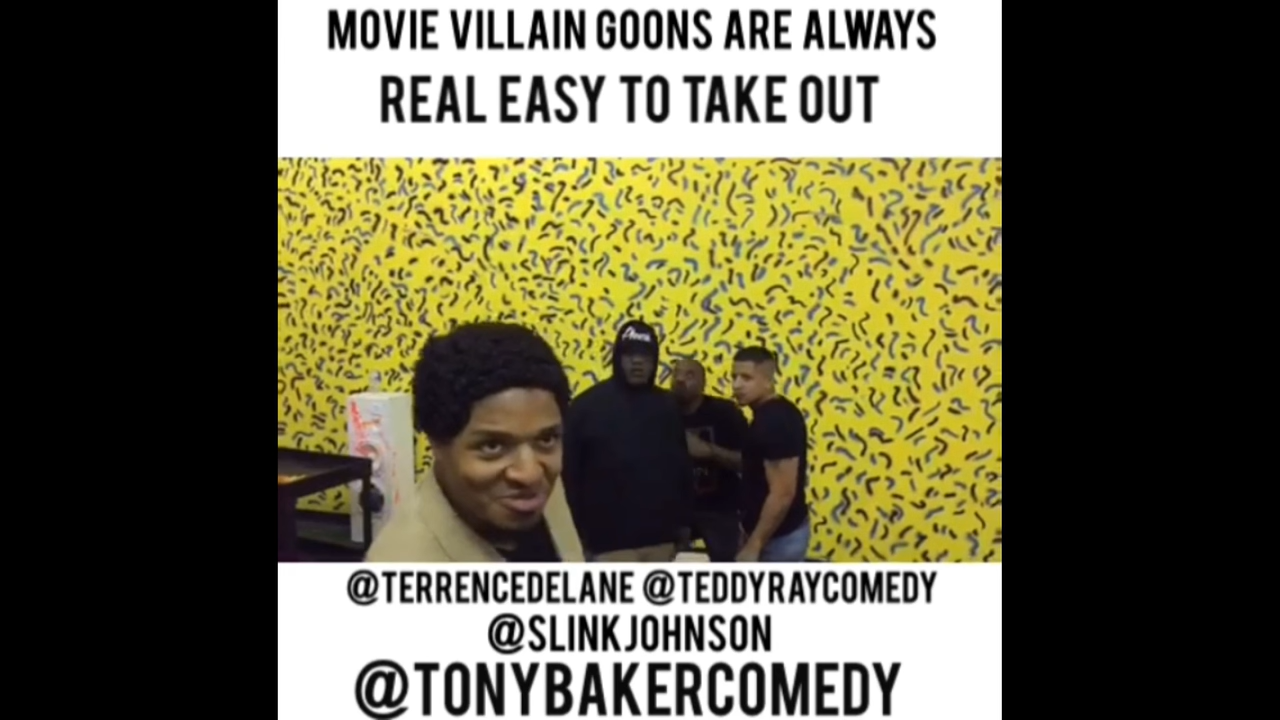 MOVIE VILLAIN GOONS ARE ALWAYS
REAL EASY TO TAKE OUT
@TERRENCEDELANE @TEDDYRAYCOMEDY
@SLINKJOHNSON
@TONYBAKERCOMEDY